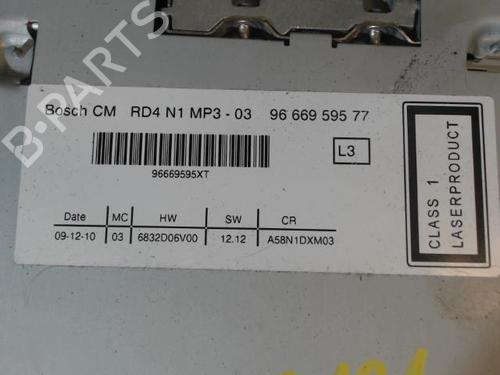 Bosch CM RD4 N1 MP3 - 03 96 669 595 77
96669595XT
L3
CLASS 1
LASERPRODUCT
Date MC HW SW CR
09-12-10 03 6832D06V00 12.12 A58N1DXM03
B-PARTS